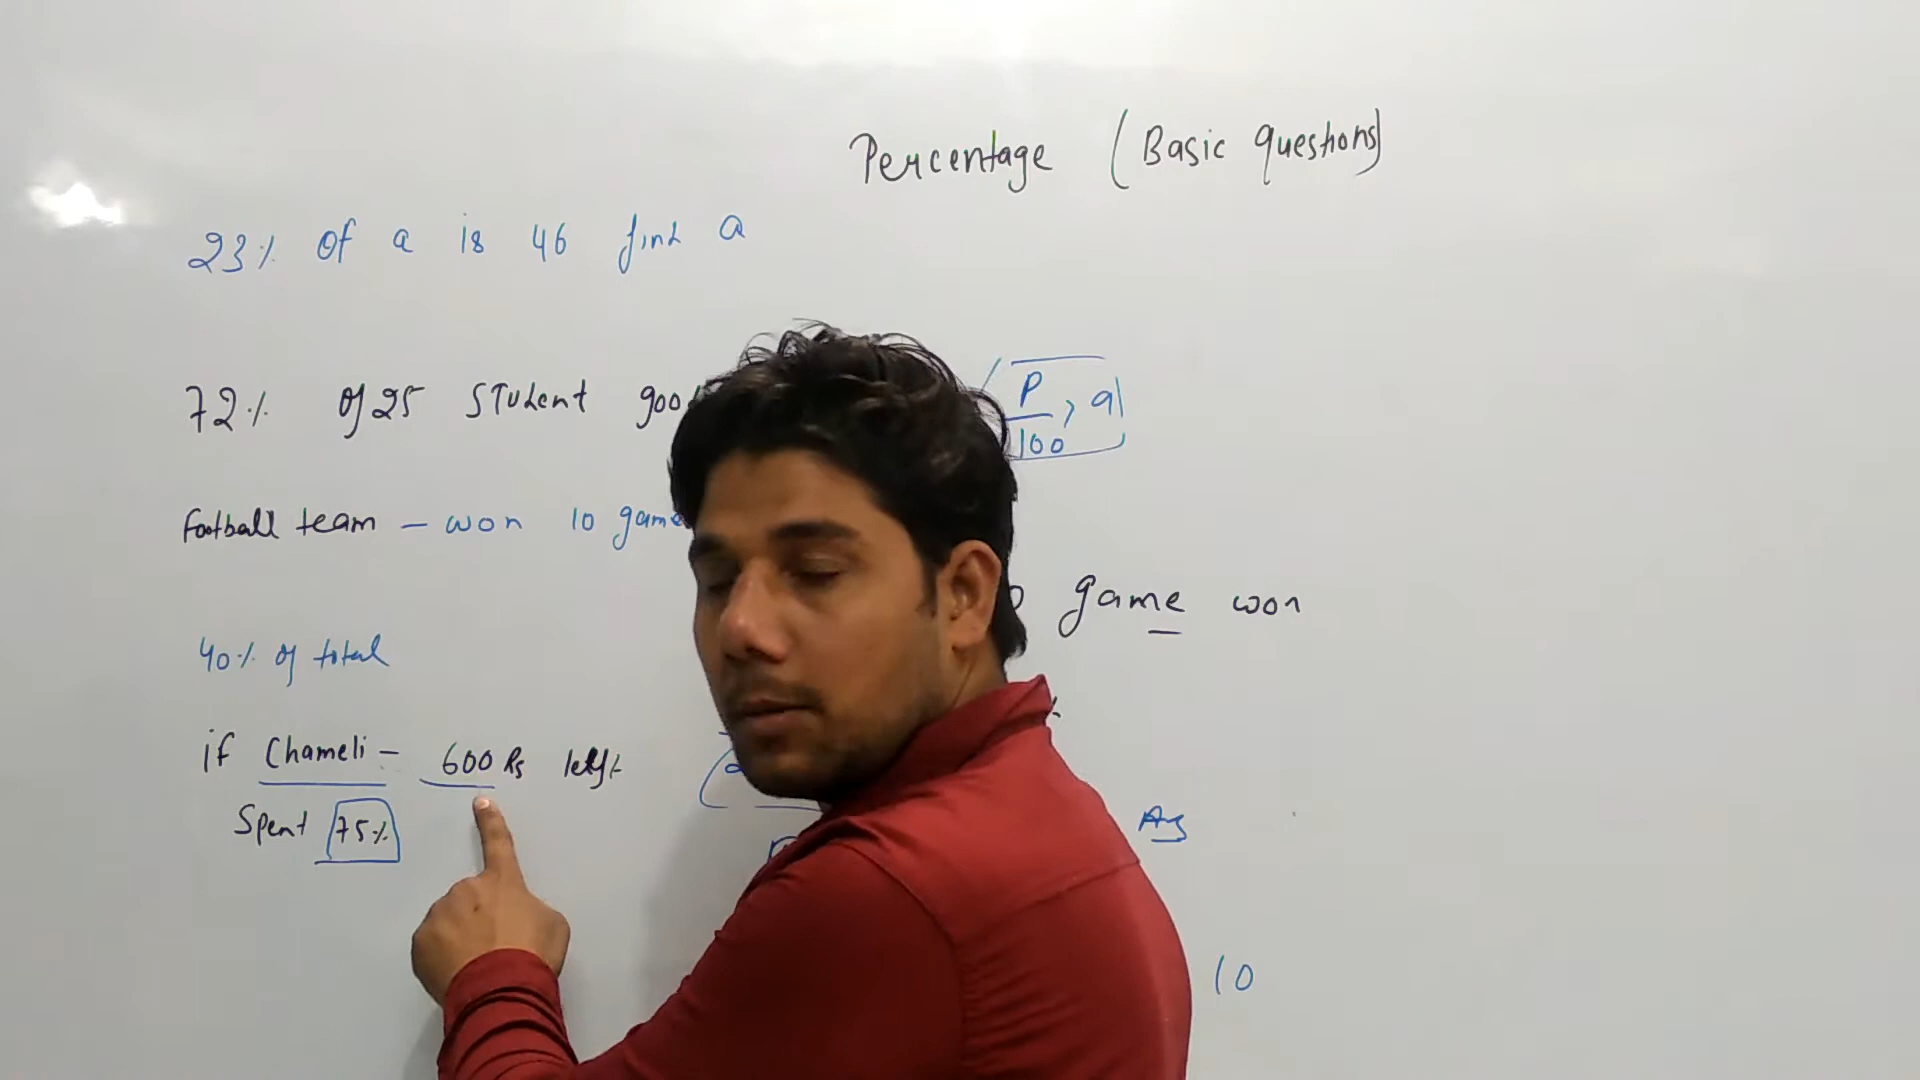 Percentage (Basic questions)
23% of a is 46 find a
72% of 25 student
P/100 > a
Football team – won 10 game
game won
40% of total
if Chameli – 600 Rs left
Spent 75%
Ag
10